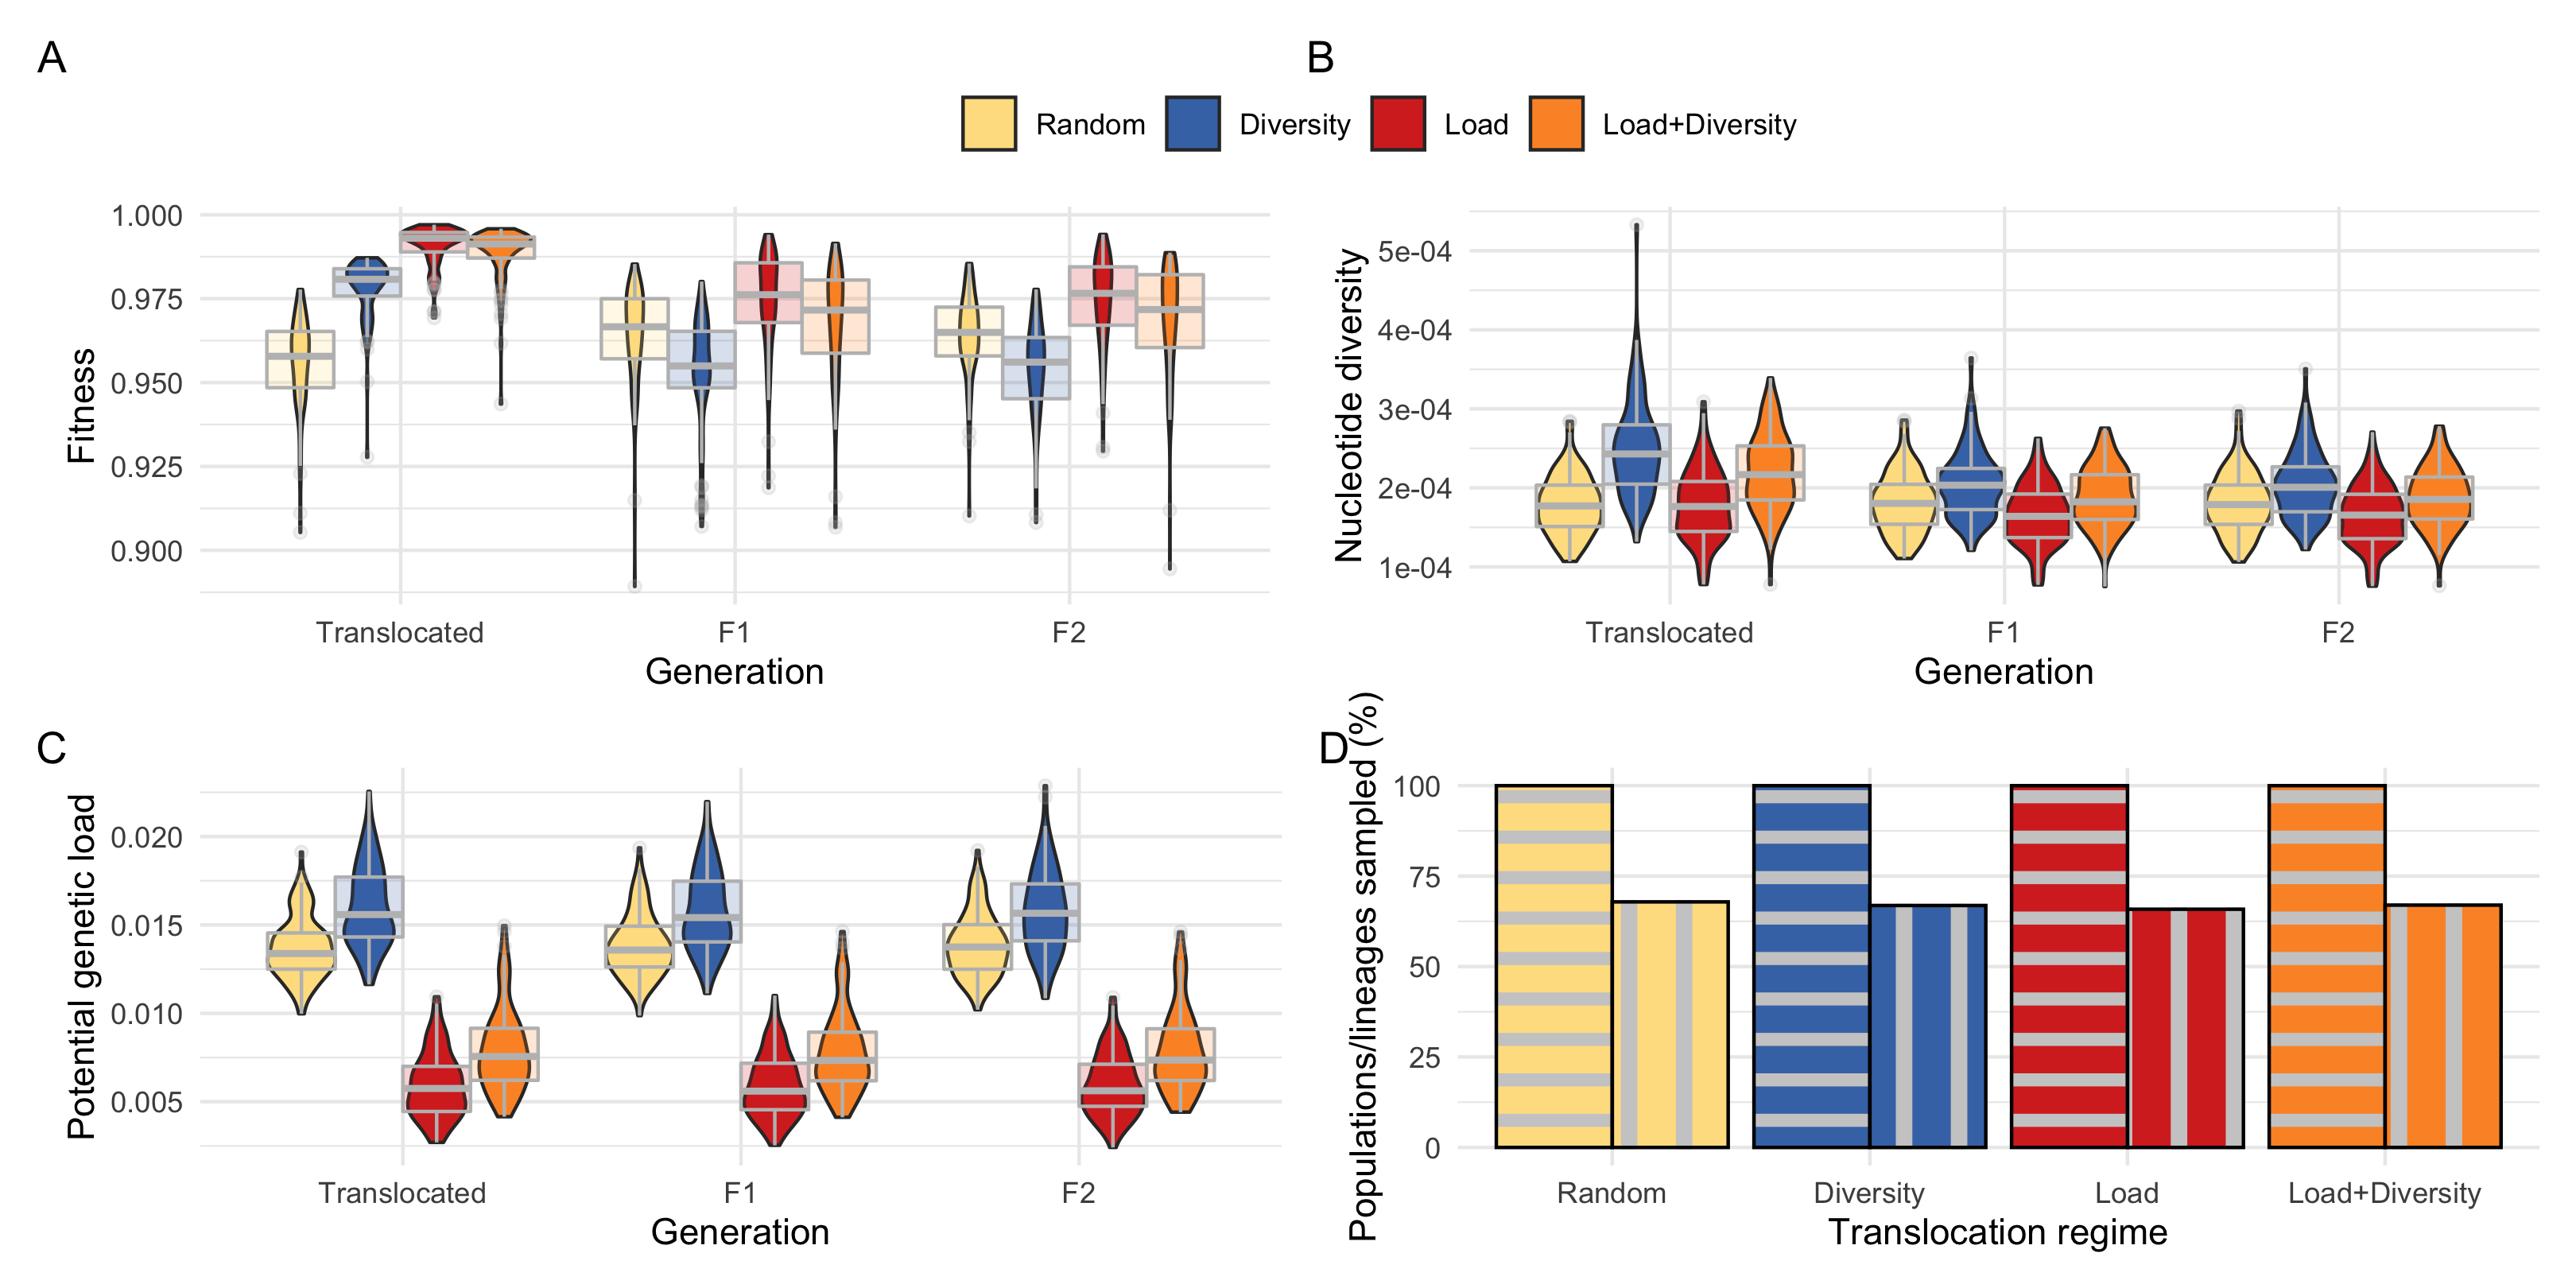 A
B
Random Diversity Load Load+Diversity
Fitness
1.000
0.975
0.950
0.925
0.900
Translocated F1 F2
Generation
Nucleotide diversity
5e-04
4e-04
3e-04
2e-04
1e-04
Translocated F1 F2
Generation
C
Potential genetic load
0.020
0.015
0.010
0.005
Translocated F1 F2
Generation
D
Populations/lineages sampled (%)
100
75
50
25
0
Random Diversity Load Load+Diversity
Translocation regime